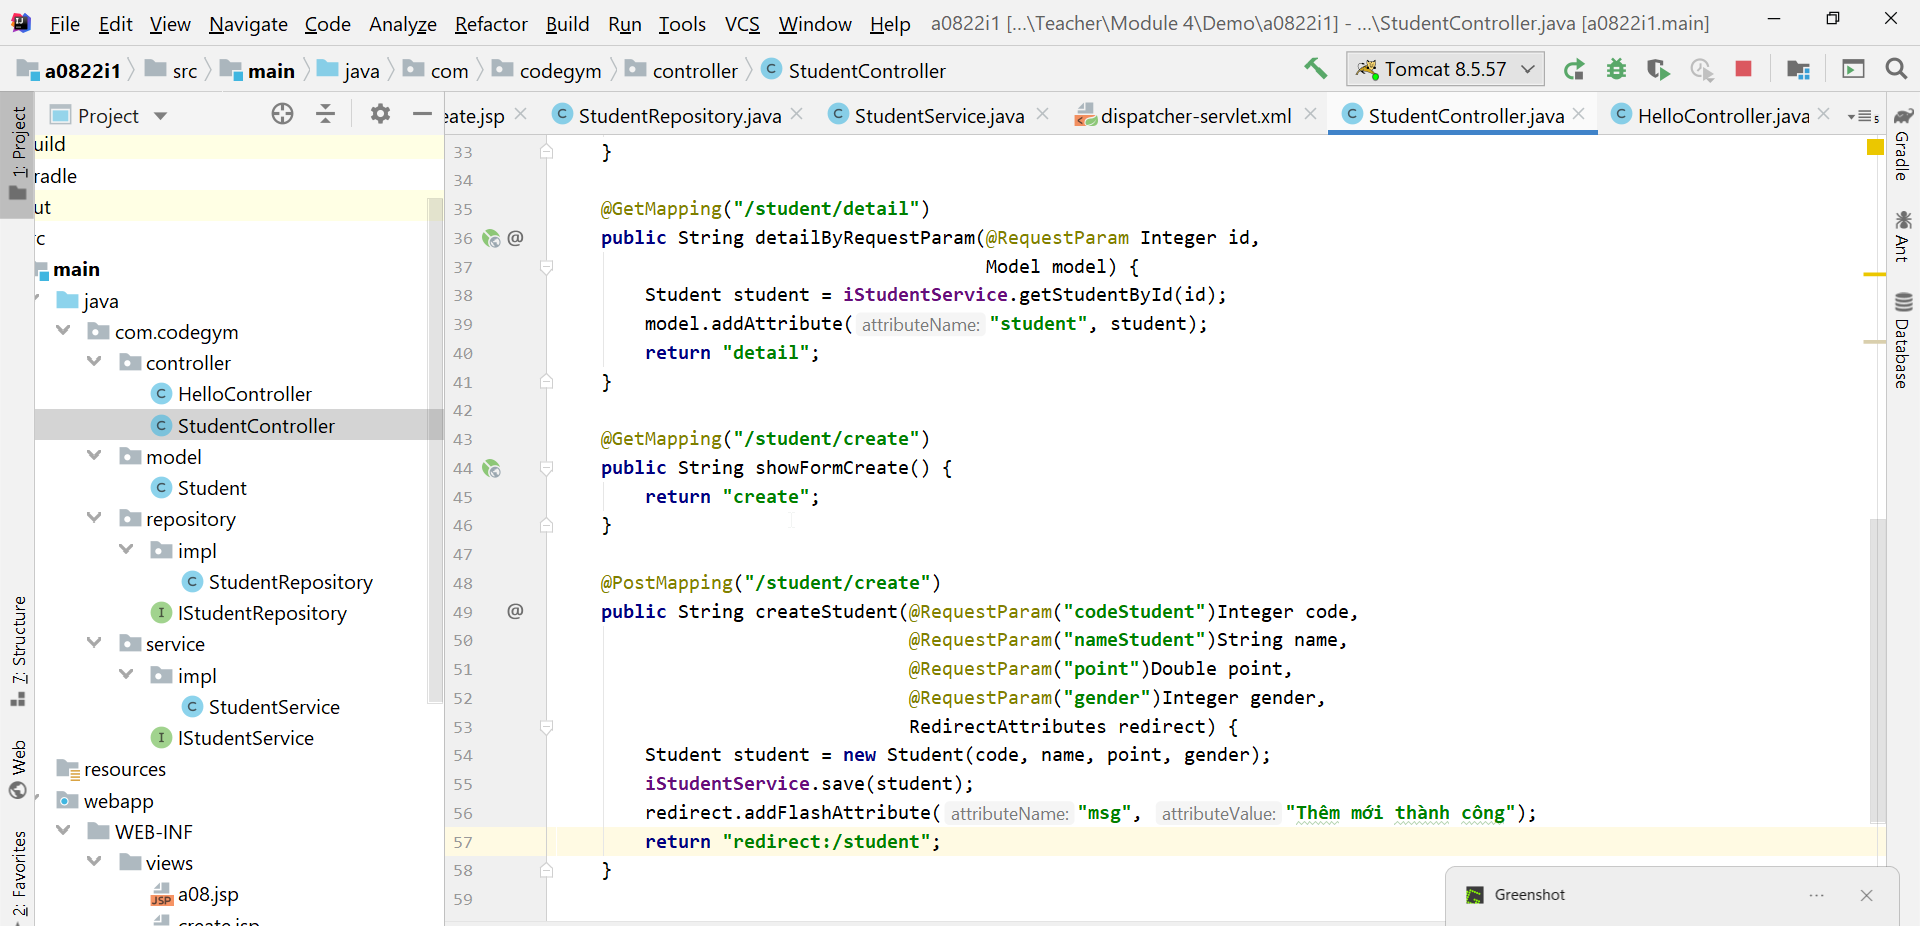 File Edit View Navigate Code Analyze Refactor Build Run Tools VCS Window Help a0822i1 [...\Teacher\Module 4\Demo\a0822i1] - ...\StudentController.java [a0822i1.main]
a0822i1 src main java com codegym controller StudentController Tomcat 8.5.57
Project eate.jsp StudentRepository.java StudentService.java dispatcher-servlet.xml StudentController.java HelloController.java 5
1: Project
7: Structure
Web
2: Favorites
uild
radle
ut
rc
main
java
com.codegym
controller
HelloController
StudentController
model
Student
repository
impl
StudentRepository
IStudentRepository
service
impl
StudentService
IStudentService
resources
webapp
WEB-INF
views
a08.jsp
create.jsp
33 }
34
35 @GetMapping("/student/detail")
36 public String detailByRequestParam(@RequestParam Integer id,
37 Model model) {
38 Student student = iStudentService.getStudentById(id);
39 model.addAttribute( attributeName: "student", student);
40 return "detail";
41 }
42
43 @GetMapping("/student/create")
44 public String showFormCreate() {
45 return "create";
46 }
47
48 @PostMapping("/student/create")
49 public String createStudent(@RequestParam("codeStudent")Integer code,
50 @RequestParam("nameStudent")String name,
51 @RequestParam("point")Double point,
52 @RequestParam("gender")Integer gender,
53 RedirectAttributes redirect) {
54 Student student = new Student(code, name, point, gender);
55 iStudentService.save(student);
56 redirect.addFlashAttribute( attributeName: "msg", attributeValue: "Thêm mới thành công");
57 return "redirect:/student";
58 }
59
Gradle
Ant
Database
Greenshot